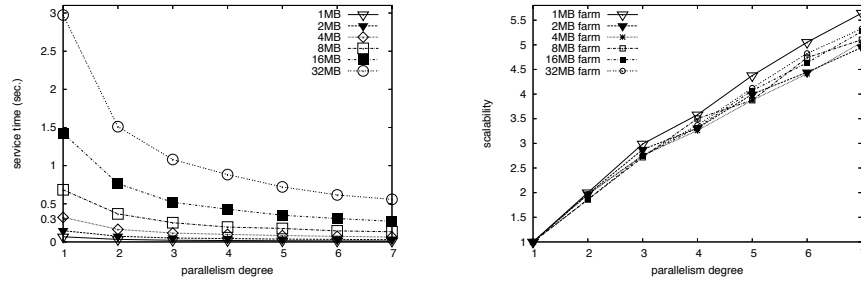 3
2.5
2
1.5
1
0.5
0.3
0
service time (sec.)
1 2 3 4 5 6 7
parallelism degree
1MB
2MB
4MB
8MB
16MB
32MB
5.5
5
4.5
4
3.5
3
2.5
2
1.5
1
scalability
1 2 3 4 5 6 7
parallelism degree
1MB farm
2MB farm
4MB farm
8MB farm
16MB farm
32MB farm